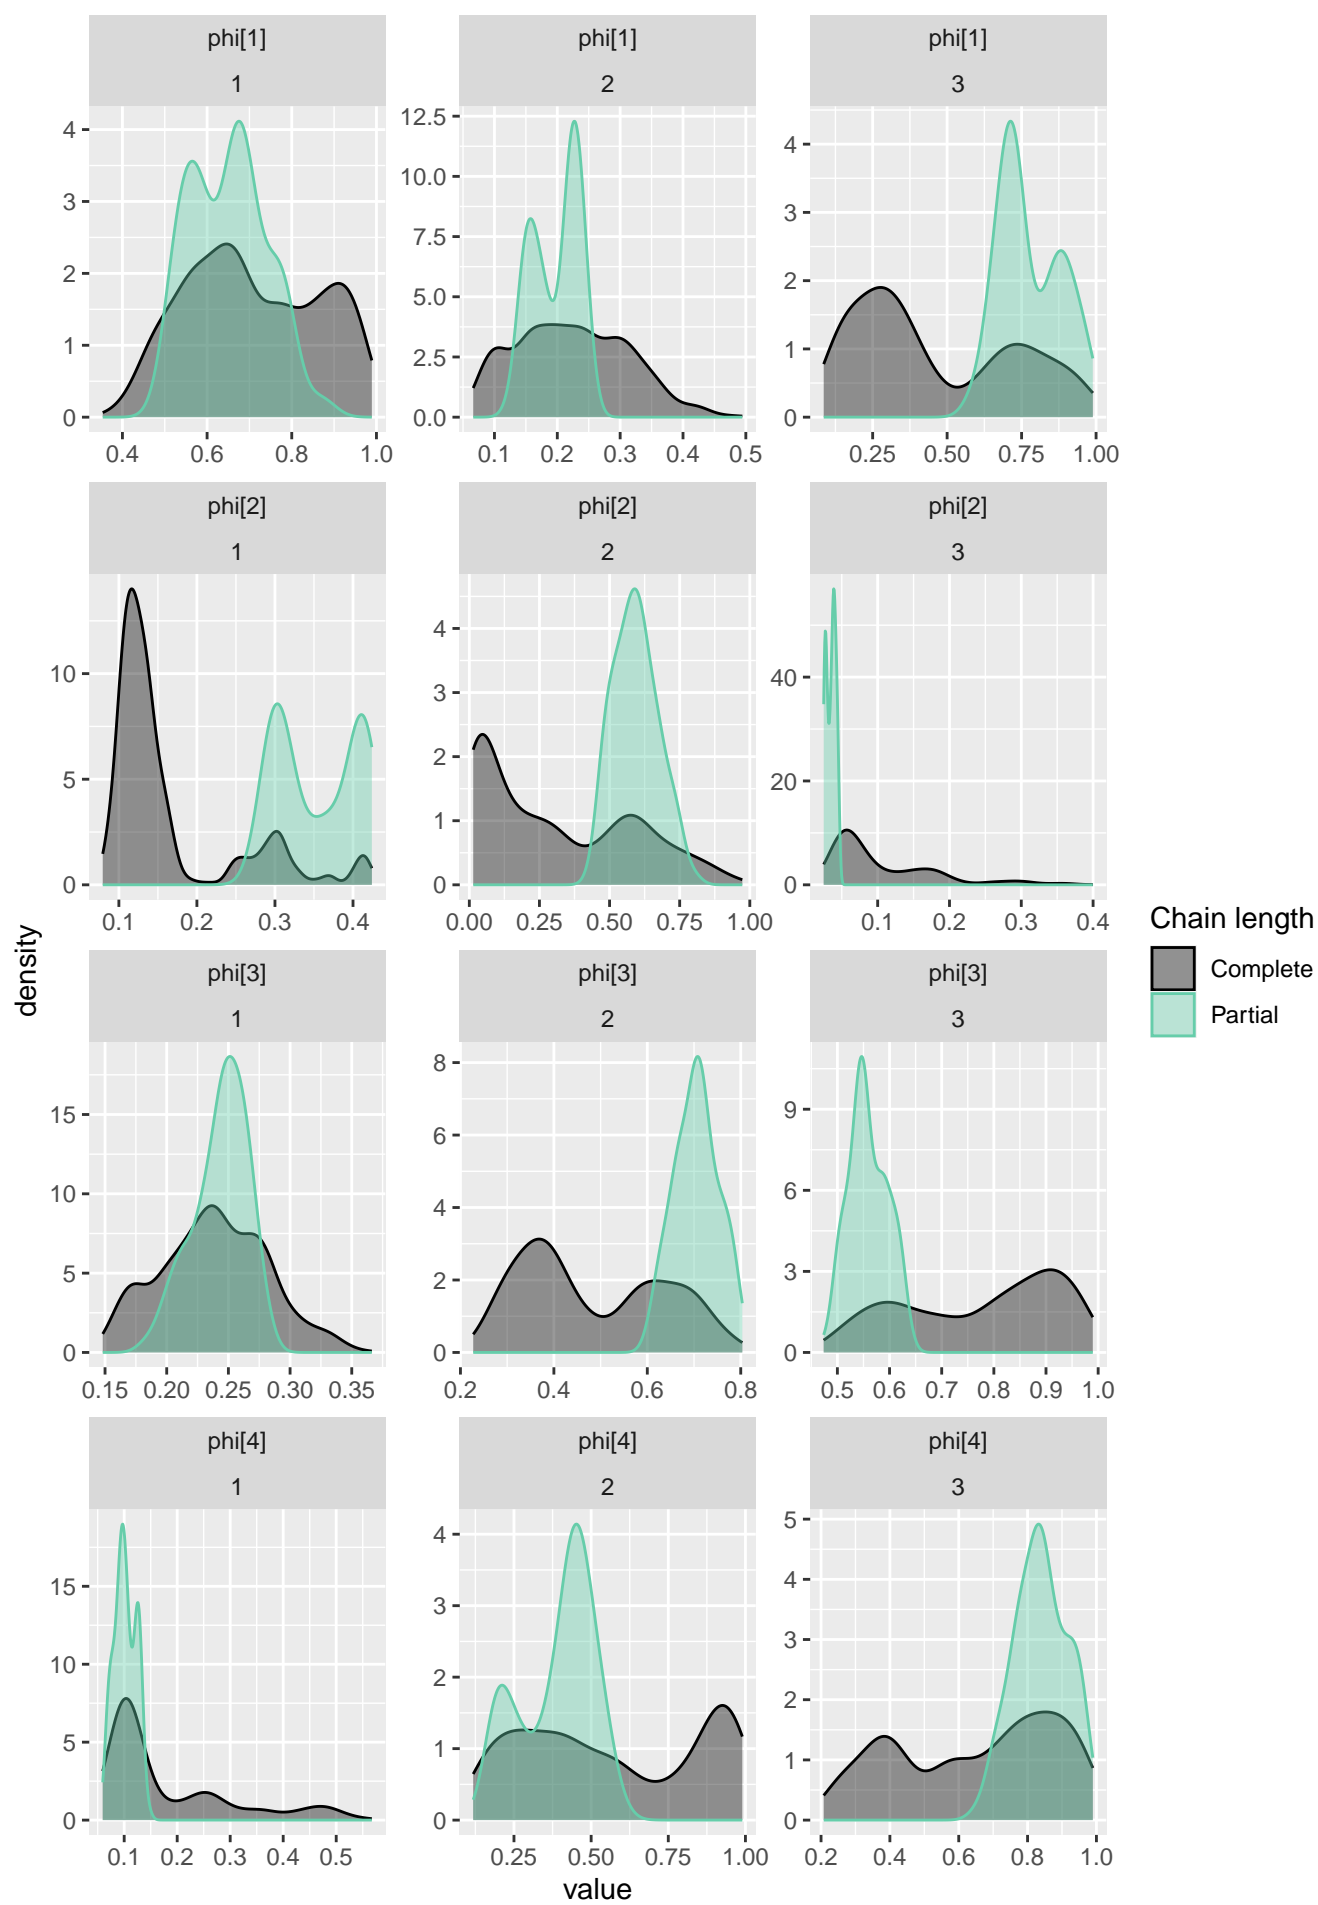 phi[1] phi[1] phi[1]
1 2 3
4 3 2 1 0
12.5 10.0 7.5 5.0 2.5 0.0
4 3 2 1 0
0.4 0.6 0.8 1.0
0.1 0.2 0.3 0.4 0.5
0.25 0.50 0.75 1.00
phi[2] phi[2] phi[2]
1 2 3
10 5 0
4 3 2 1 0
40 20 0
0.1 0.2 0.3 0.4
0.00 0.25 0.50 0.75 1.00
0.1 0.2 0.3 0.4
phi[3] phi[3] phi[3]
1 2 3
15 10 5 0
8 6 4 2 0
9 6 3 0
0.15 0.20 0.25 0.30 0.35
0.2 0.4 0.6 0.8
0.5 0.6 0.7 0.8 0.9 1.0
phi[4] phi[4] phi[4]
1 2 3
15 10 5 0
4 3 2 1 0
5 4 3 2 1 0
0.1 0.2 0.3 0.4 0.5
0.25 0.50 0.75 1.00
0.2 0.4 0.6 0.8 1.0
value
density
Chain length
Complete
Partial